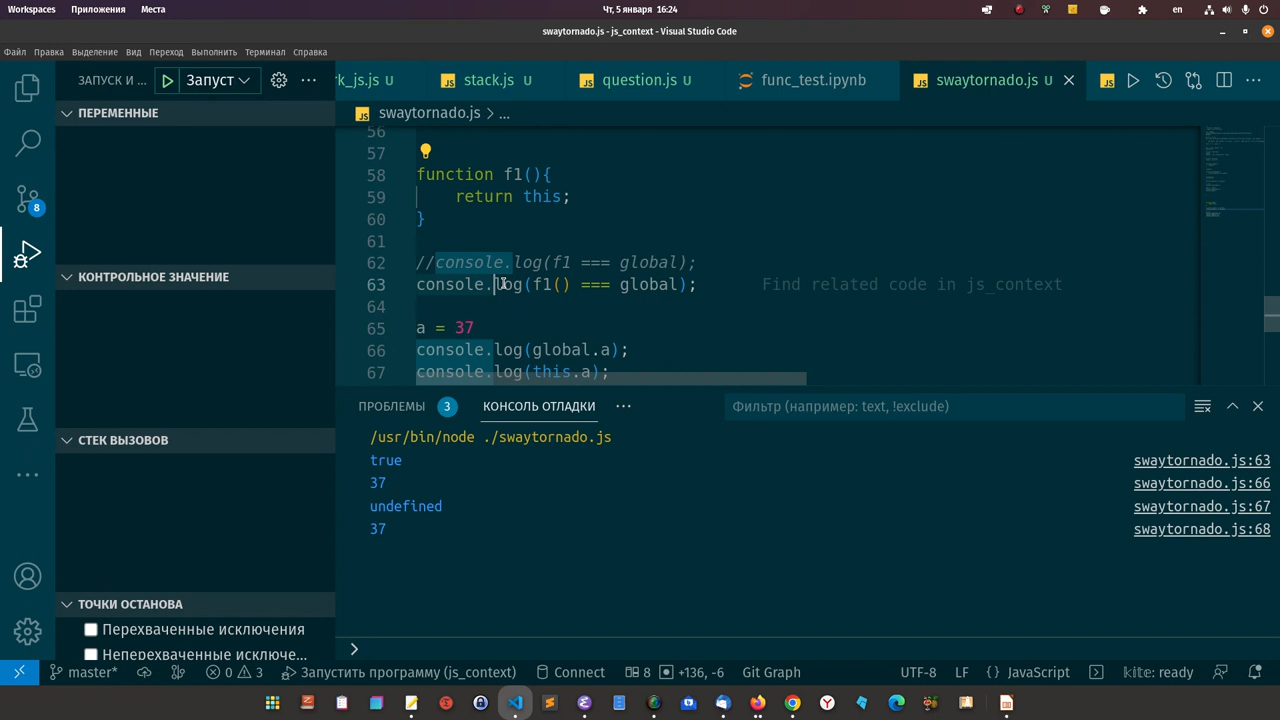 Workspaces Приложения Места Чт, 5 января 16:24 en
swaytornado.js - js_context - Visual Studio Code
Файл Правка Выделение Вид Переход Выполнить Терминал Справка
ЗАПУСК И ... Запуст rk_js.js U stack.js U question.js U func_test.ipynb swaytornado.js U
ПЕРЕМЕННЫЕ
swaytornado.js > ...
56
57
58 function f1(){
59 return this;
60 }
61
62 //console.log(f1 === global);
63 console.log(f1() === global); Find related code in js_context
64
65 a = 37
66 console.log(global.a);
67 console.log(this.a);
КОНТРОЛЬНОЕ ЗНАЧЕНИЕ
СТЕК ВЫЗОВОВ
ТОЧКИ ОСТАНОВА
Перехваченные исключения
Неперехваченные исключе...
8
ПРОБЛЕМЫ 3 КОНСОЛЬ ОТЛАДКИ ... Фильтр (например: text, !exclude)
/usr/bin/node ./swaytornado.js
true swaytornado.js:63
37 swaytornado.js:66
undefined swaytornado.js:67
37 swaytornado.js:68
master* 0 3 Запустить программу (js_context) Connect 8 +136, -6 Git Graph UTF-8 LF {} JavaScript kite: ready